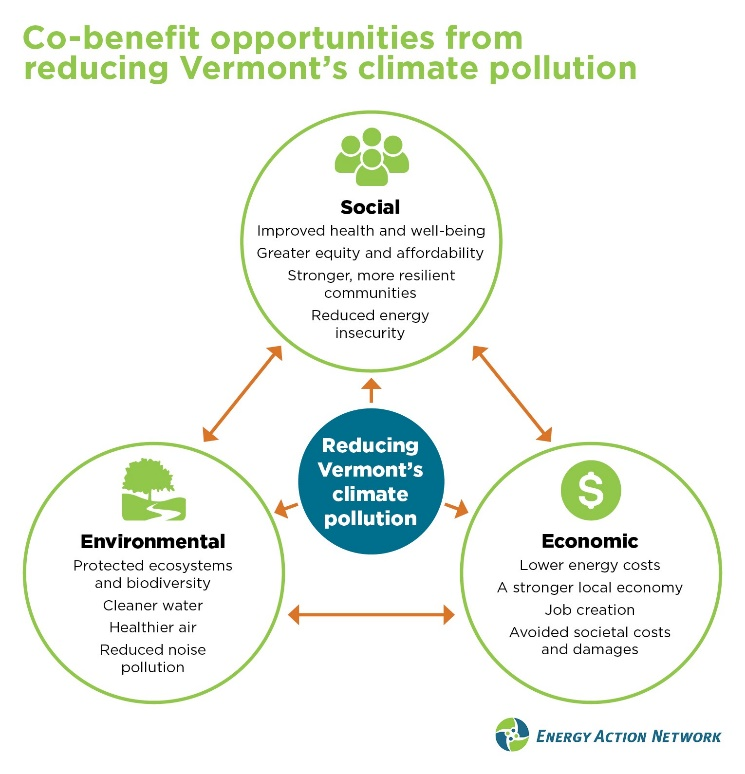 Co-benefit opportunities from
reducing Vermont's climate pollution
Social
Improved health and well-being
Greater equity and affordability
Stronger, more resilient
communities
Reduced energy
insecurity
Reducing
Vermont's
climate
pollution
Environmental
Protected ecosystems
and biodiversity
Cleaner water
Healthier air
Reduced noise
pollution
$
Economic
Lower energy costs
A stronger local economy
Job creation
Avoided societal costs
and damages
ENERGY ACTION NETWORK